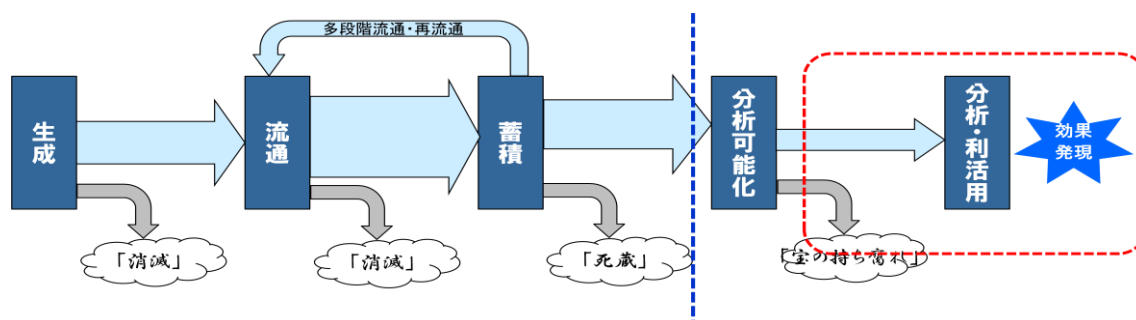 多段階流通・再流通
生成
流通
蓄積
分析可能化
分析・利活用
効果
発現
「消滅」
「消滅」
「死蔵」
「宝の持ち腐れ」